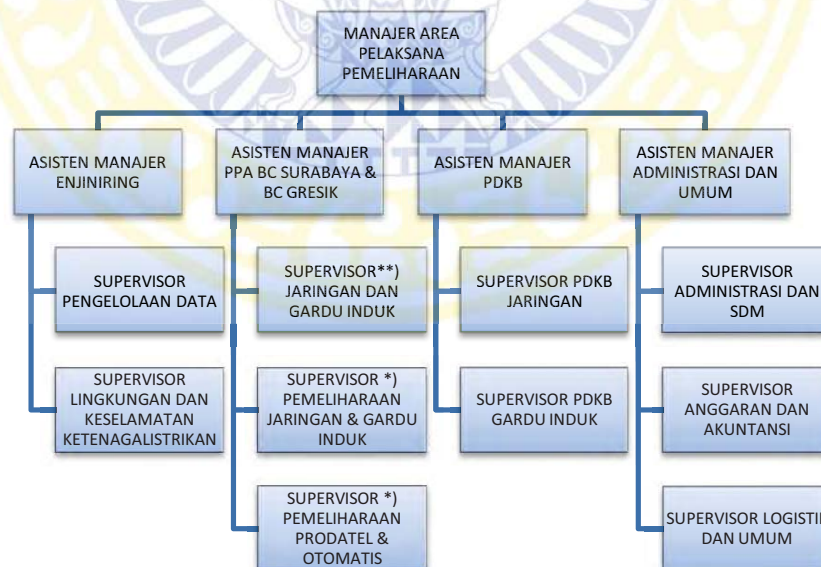 MANAJER AREA
PELAKSANA
PEMELIHARAAN
ASISTEN MANAJER
ENJINIRING
ASISTEN MANAJER
PPA BC SURABAYA &
BC GRESIK
ASISTEN MANAJER
PDKB
ASISTEN MANAJER
ADMINISTRASI DAN
UMUM
SUPERVISOR
PENGELOLAAN DATA
SUPERVISOR**)
JARINGAN DAN
GARDU INDUK
SUPERVISOR PDKB
JARINGAN
SUPERVISOR
ADMINISTRASI DAN
SDM
SUPERVISOR
LINGKUNGAN DAN
KESELAMATAN
KETENAGALISTRIKAN
SUPERVISOR *)
PEMELIHARAAN
JARINGAN & GARDU
INDUK
SUPERVISOR PDKB
GARDU INDUK
SUPERVISOR
ANGGARAN DAN
AKUNTANSI
SUPERVISOR *)
PEMELIHARAAN
PRODATEL &
OTOMATIS
SUPERVISOR LOGISTI
DAN UMUM